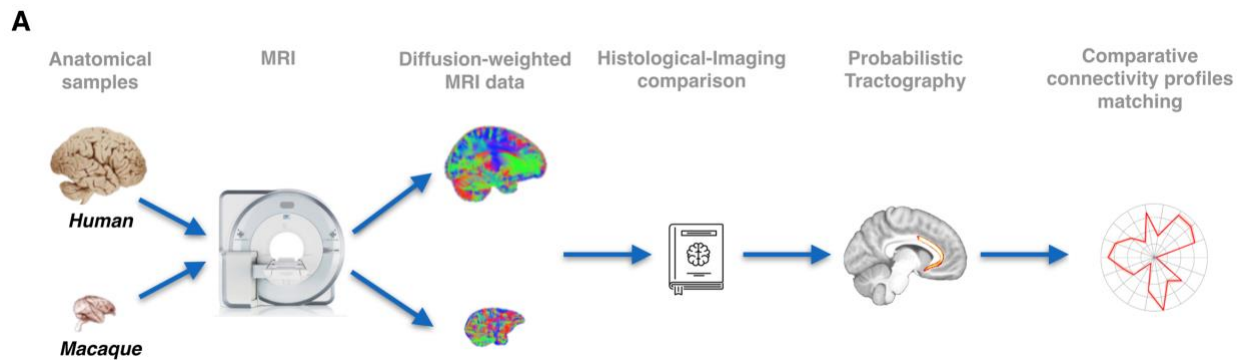 A
Anatomical
samples
MRI
Diffusion-weighted
MRI data
Histological-Imaging
comparison
Probabilistic
Tractography
Comparative
connectivity profiles
matching
Human
Macaque